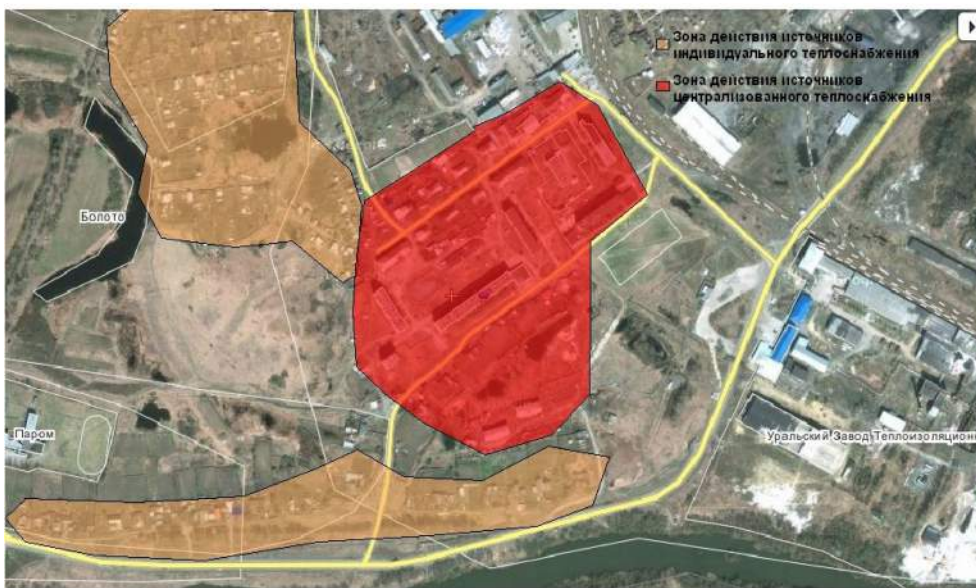 Зона действия источников
индивидуального теплоснабжения
Зона действия источников
централизованного теплоснабжения
Болото
Паром
Уральский Завод Теплоизоляцион